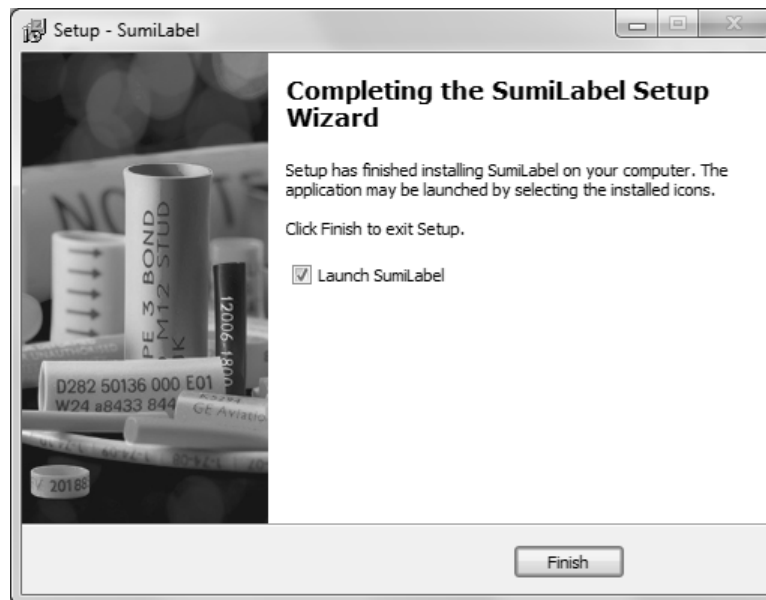 Setup - SumiLabel
Completing the SumiLabel Setup
Wizard
Setup has finished installing SumiLabel on your computer. The
application may be launched by selecting the installed icons.
Click Finish to exit Setup.
Launch SumiLabel
PE 3 BOND
M12 STUD
12006-1800
D282 50136 000 E01
W24 a8433 844
GE Aviatio
Finish